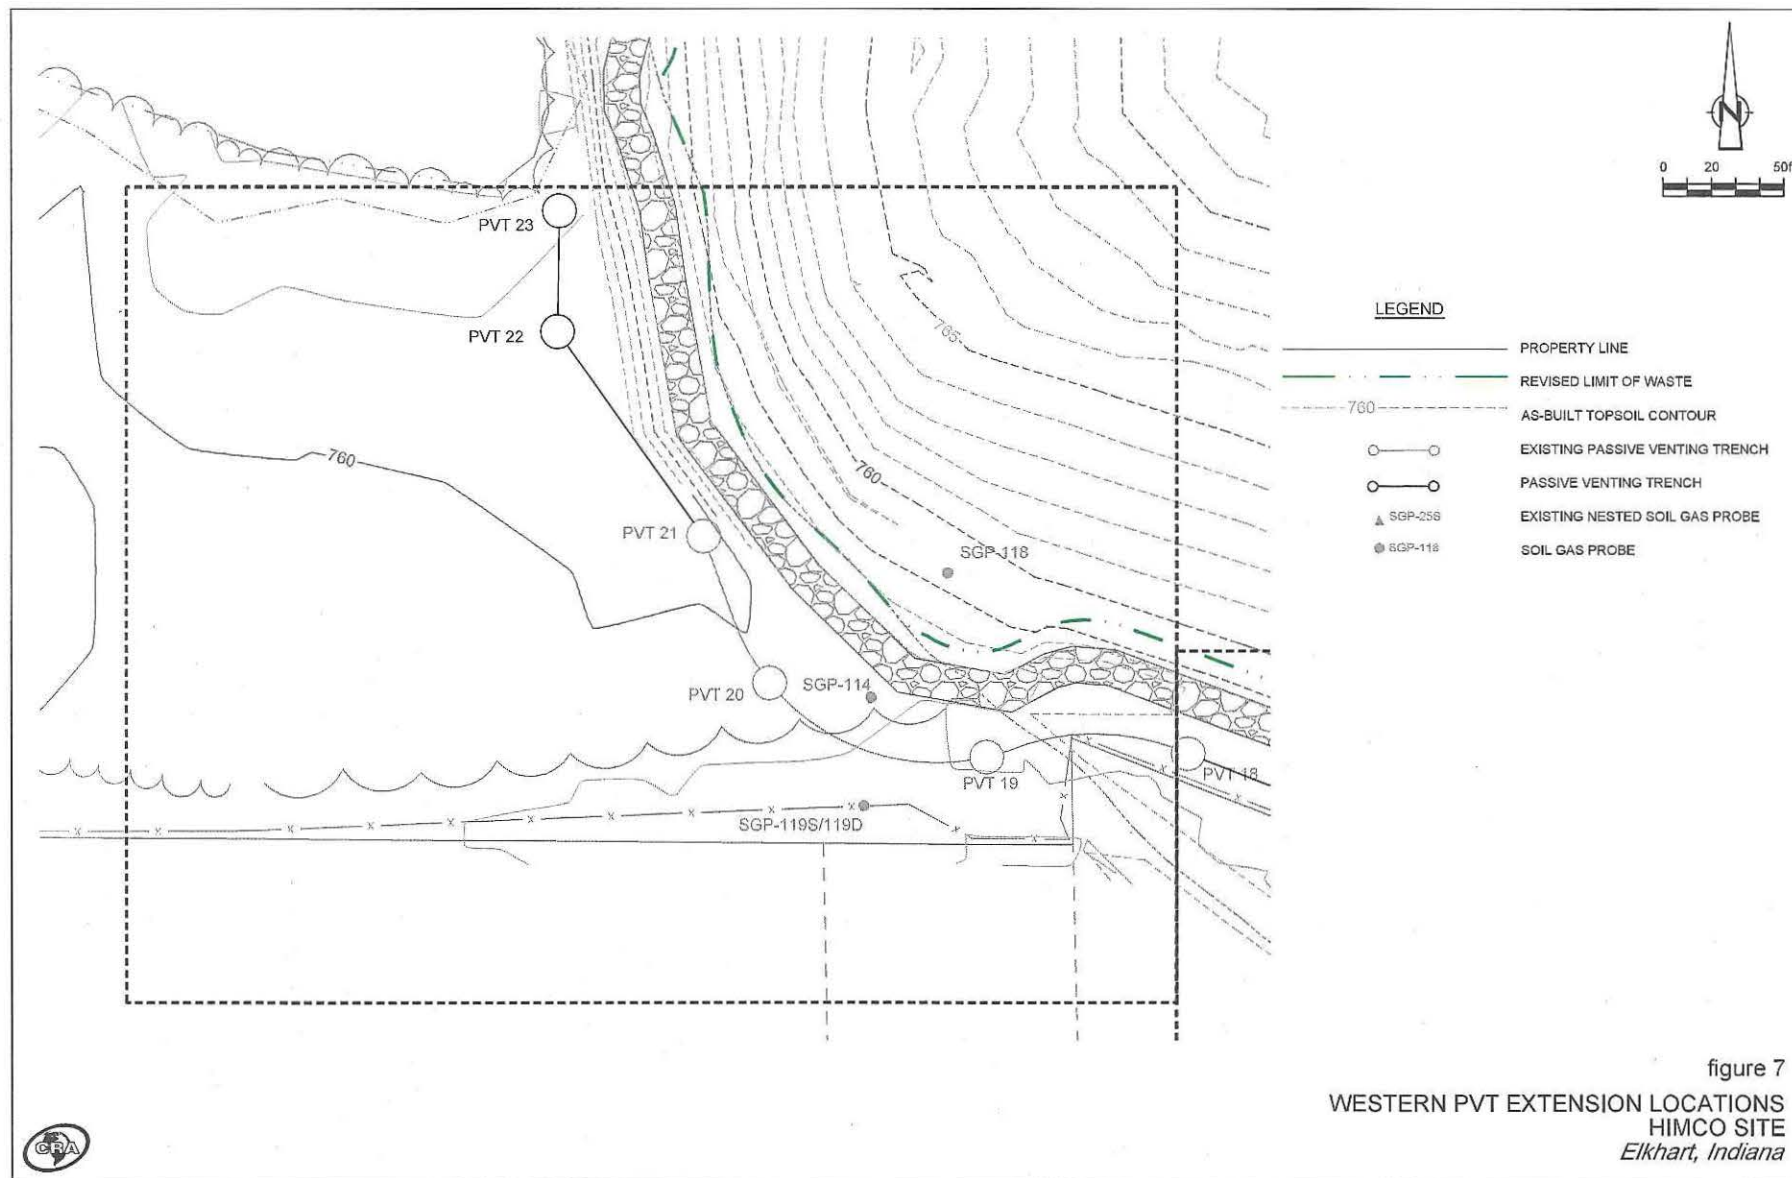 N
0 20 50ft
PVT 23
PVT 22
765
LEGEND
PROPERTY LINE
REVISED LIMIT OF WASTE
760 AS-BUILT TOPSOIL CONTOUR
EXISTING PASSIVE VENTING TRENCH
PASSIVE VENTING TRENCH
SGP-25S EXISTING NESTED SOIL GAS PROBE
SGP-118 SOIL GAS PROBE
760
760
PVT 21
SGP-118
PVT 20
SGP-114
PVT 19
PVT 18
SGP-119S/119D
figure 7
WESTERN PVT EXTENSION LOCATIONS
HIMCO SITE
Elkhart, Indiana
CRA